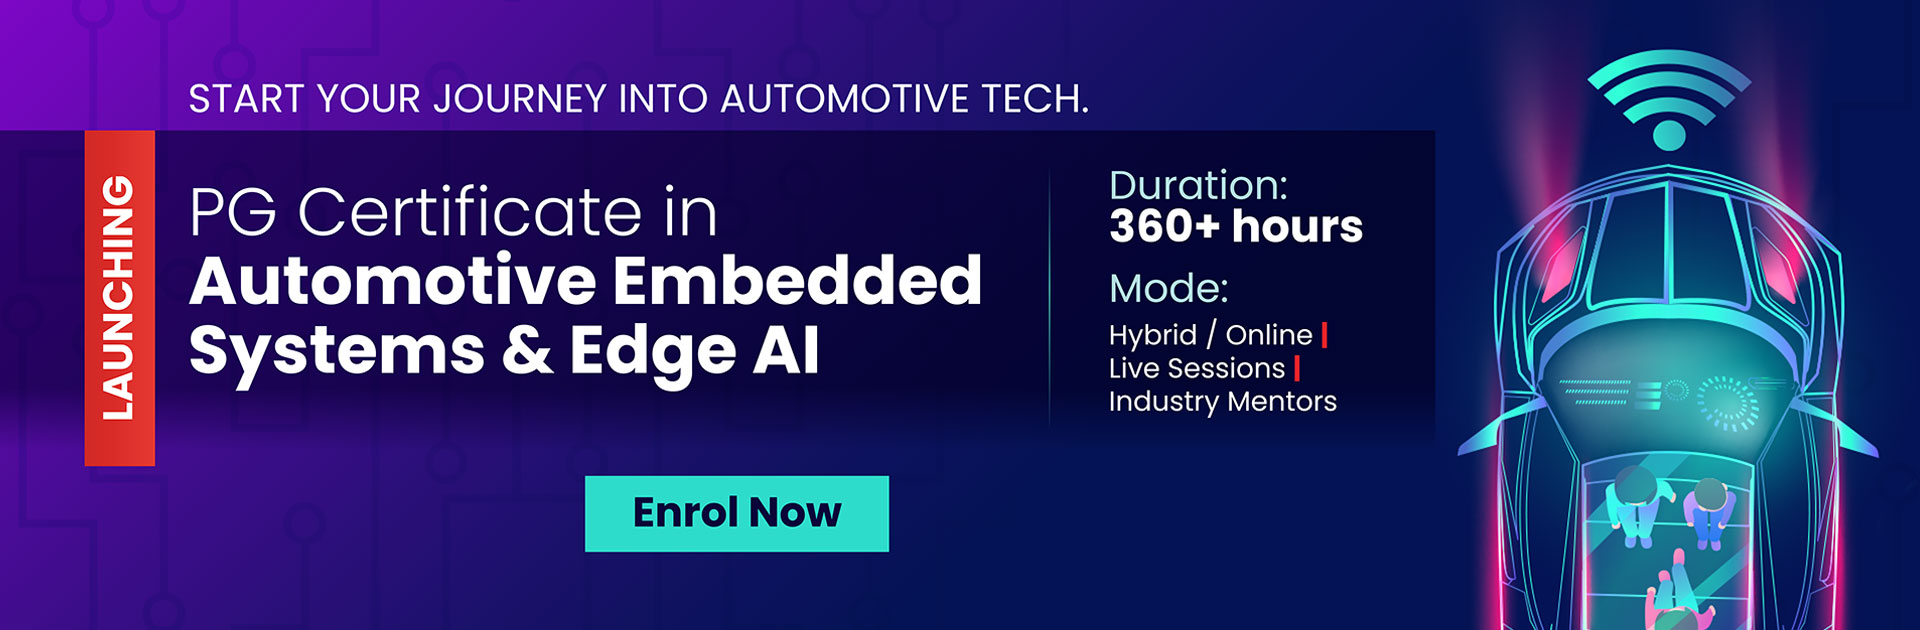 START YOUR JOURNEY INTO AUTOMOTIVE TECH.
LAUNCHING
PG Certificate in
Automotive Embedded
Systems & Edge AI
Duration:
360+ hours
Mode:
Hybrid / Online |
Live Sessions |
Industry Mentors
Enrol Now